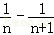 1/n - 1/(n+1)